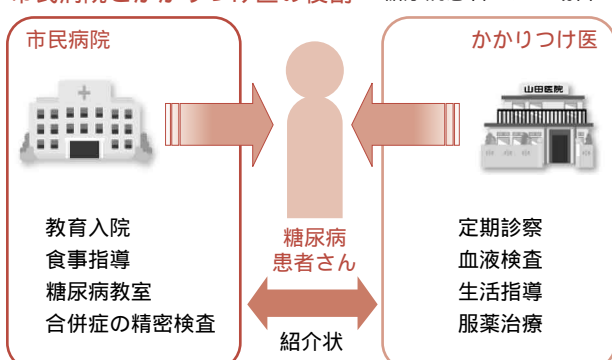 市民病院
かかりつけ医
山田医院
教育入院
食事指導
糖尿病教室
合併症の精密検査
糖尿病
患者さん
定期診察
血液検査
生活指導
服薬治療
紹介状